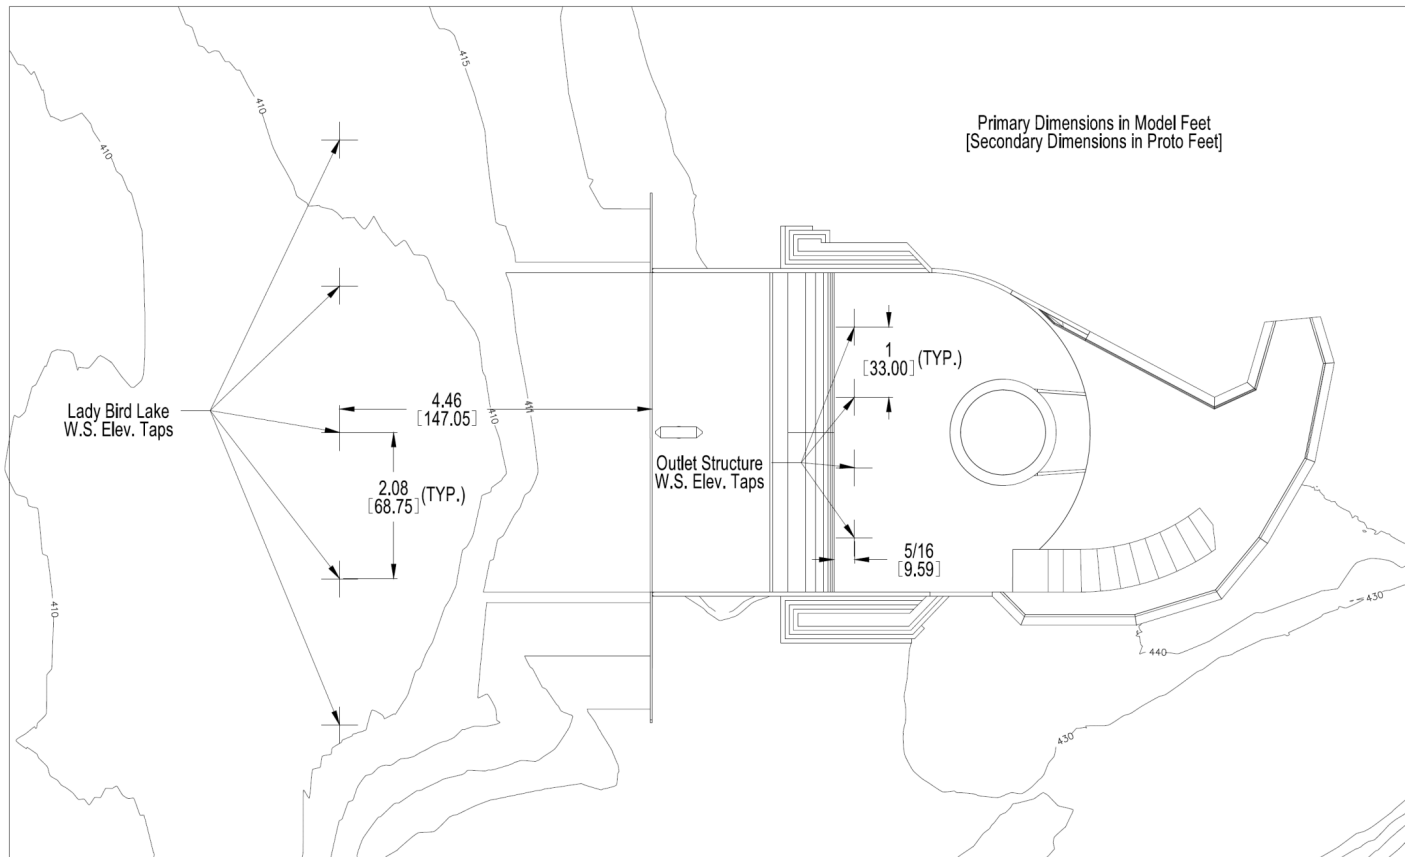 415
410
410
Primary Dimensions in Model Feet
[Secondary Dimensions in Proto Feet]
1
[33.00] (TYP.)
4.46
[147.05]
411
410
Lady Bird Lake
W.S. Elev. Taps
Outlet Structure
W.S. Elev. Taps
2.08
[68.75] (TYP.)
5/16
[9.59]
410
430
440
430